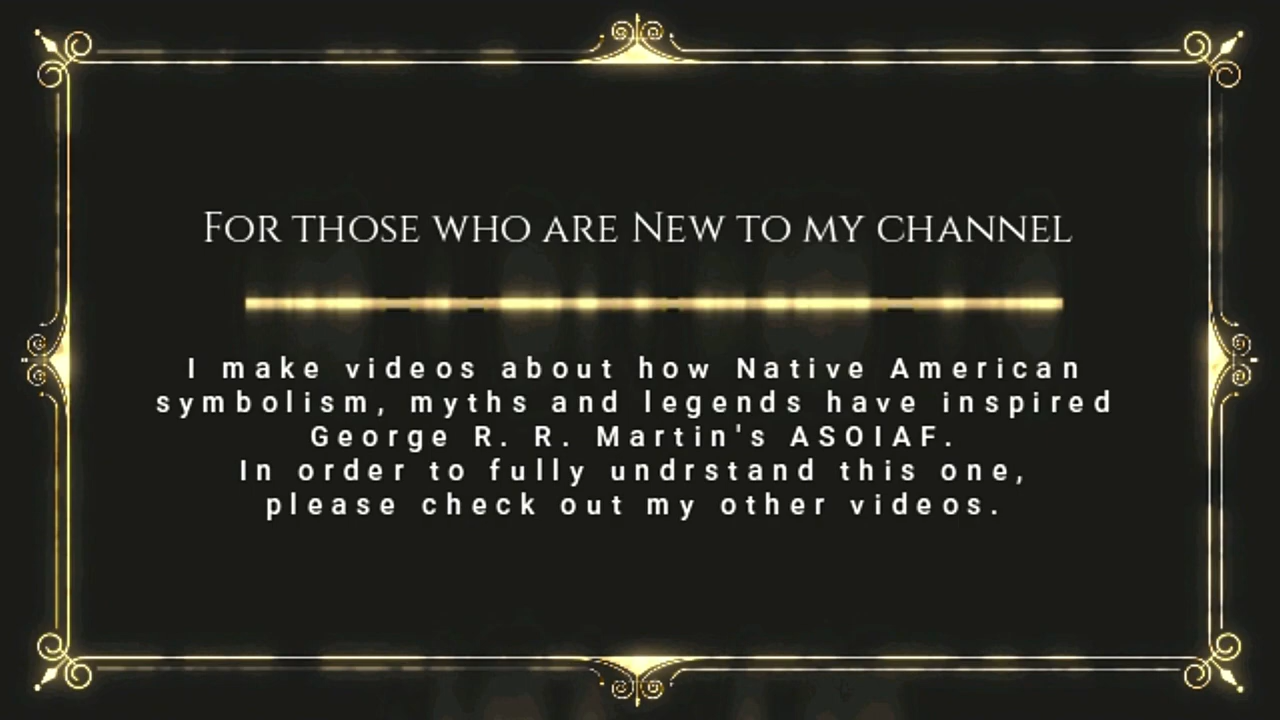 For those who are New to my channel
I make videos about how Native American
symbolism, myths and legends have inspired
George R. R. Martin's ASOIAF.
In order to fully undrstand this one,
please check out my other videos.